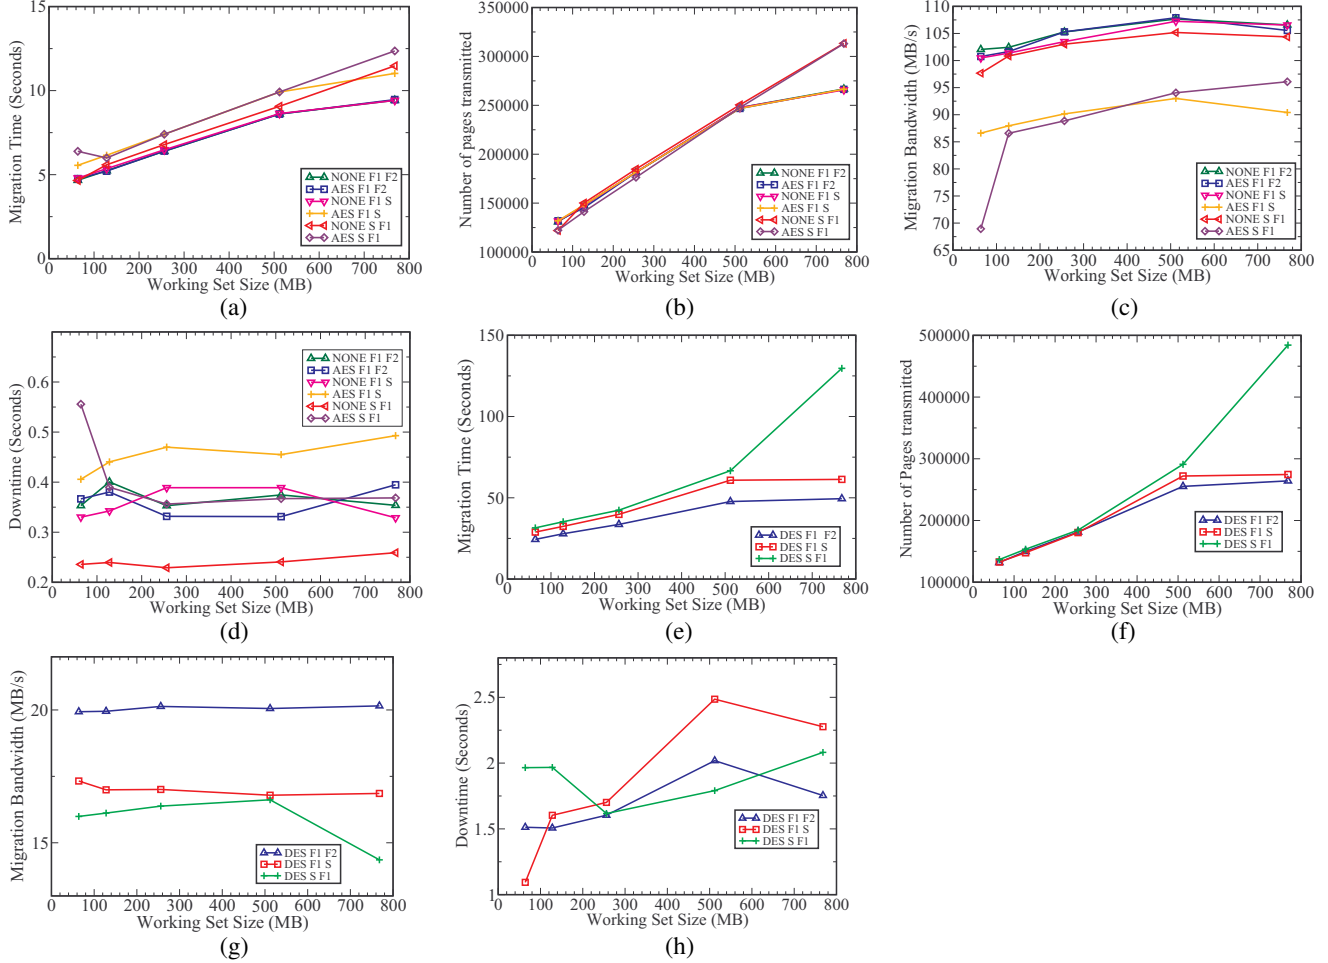 Migration Time (Seconds)
15
10
5
0
0 100 200 300 400 500 600 700 800
Working Set Size (MB)
NONE F1 F2
AES F1 F2
NONE F1 S
AES F1 S
NONE S F1
AES S F1
(a)
Number of pages transmitted
350000
300000
250000
200000
150000
100000
0 100 200 300 400 500 600 700 800
Working Set Size (MB)
NONE F1 F2
AES F1 F2
NONE F1 S
AES F1 S
NONE S F1
AES S F1
(b)
Migration Bandwidth (MB/s)
110
105
100
95
90
85
80
75
70
65
0 100 200 300 400 500 600 700 800
Working Set Size (MB)
NONE F1 F2
AES F1 F2
NONE F1 S
AES F1 S
NONE S F1
AES S F1
(c)
Downtime (Seconds)
0.6
0.5
0.4
0.3
0.2
0 100 200 300 400 500 600 700 800
Working Set Size (MB)
NONE F1 F2
AES F1 F2
NONE F1 S
AES F1 S
NONE S F1
AES S F1
(d)
Migration Time (Seconds)
150
100
50
0
0 100 200 300 400 500 600 700 800
Working Set Size (MB)
DES F1 F2
DES F1 S
DES S F1
(e)
Number of Pages transmitted
500000
400000
300000
200000
100000
0 100 200 300 400 500 600 700 800
Working Set Size (MB)
DES F1 F2
DES F1 S
DES S F1
(f)
Migration Bandwidth (MB/s)
20
15
0 100 200 300 400 500 600 700 800
Working Set Size (MB)
DES F1 F2
DES F1 S
DES S F1
(g)
Downtime (Seconds)
2.5
2
1.5
1
0 100 200 300 400 500 600 700 800
Working Set Size (MB)
DES F1 F2
DES F1 S
DES S F1
(h)